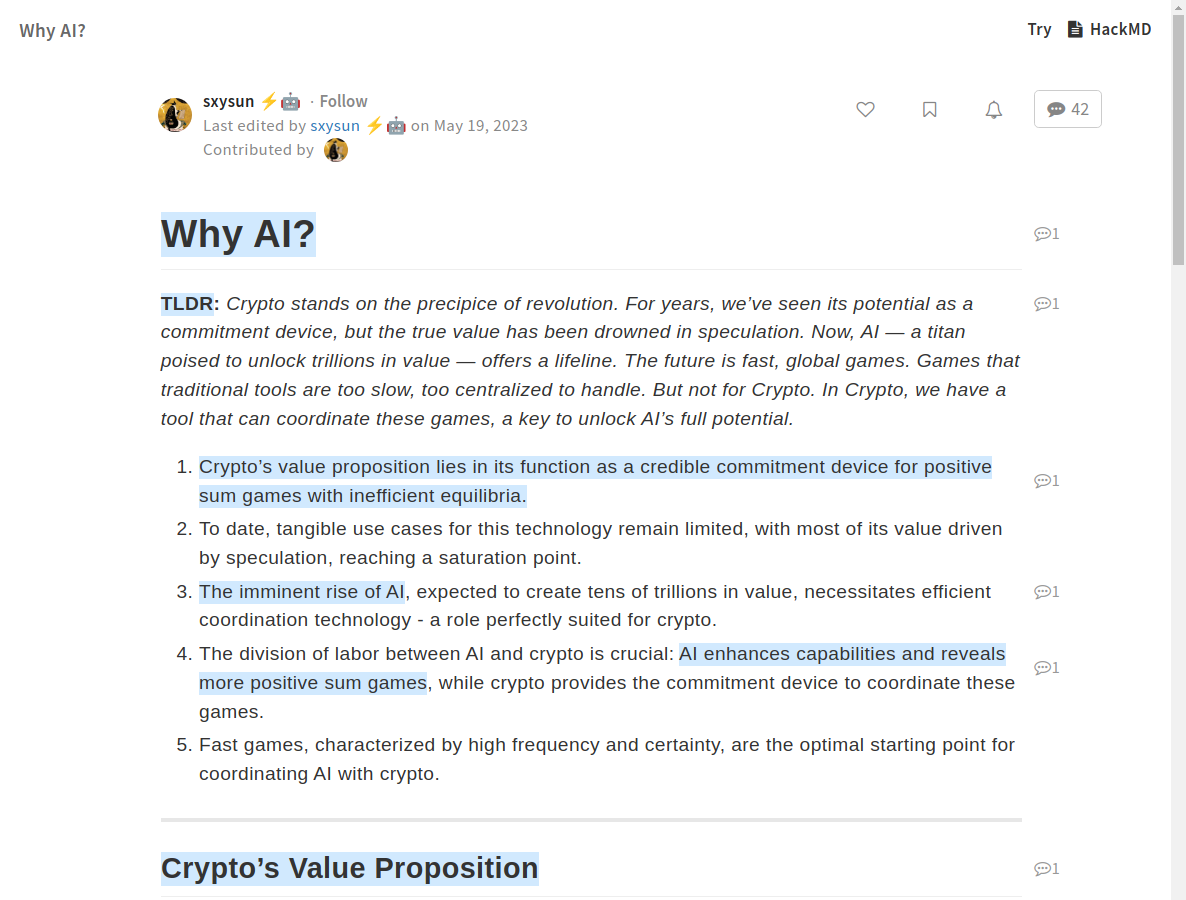 Why AI?
Try HackMD
sxysun ⚡🤖 · Follow
Last edited by sxysun ⚡🤖 on May 19, 2023
Contributed by
42
Why AI?
1
TLDR: Crypto stands on the precipice of revolution. For years, we’ve seen its potential as a
1
commitment device, but the true value has been drowned in speculation. Now, AI — a titan
poised to unlock trillions in value — offers a lifeline. The future is fast, global games. Games that
traditional tools are too slow, too centralized to handle. But not for Crypto. In Crypto, we have a
tool that can coordinate these games, a key to unlock AI’s full potential.
1. Crypto’s value proposition lies in its function as a credible commitment device for positive
sum games with inefficient equilibria.
1
2. To date, tangible use cases for this technology remain limited, with most of its value driven
by speculation, reaching a saturation point.
3. The imminent rise of AI, expected to create tens of trillions in value, necessitates efficient
1
coordination technology - a role perfectly suited for crypto.
4. The division of labor between AI and crypto is crucial: AI enhances capabilities and reveals
more positive sum games, while crypto provides the commitment device to coordinate these
1
games.
5. Fast games, characterized by high frequency and certainty, are the optimal starting point for
coordinating AI with crypto.
Crypto’s Value Proposition
1